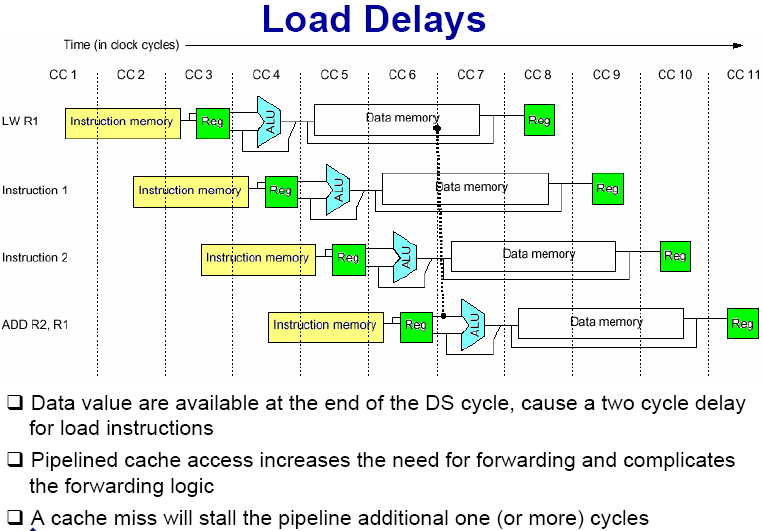 Load Delays
Time (in clock cycles)
CC 1 CC 2 CC 3 CC 4 CC 5 CC 6 CC 7 CC 8 CC 9 CC 10 CC 11
LW R1 Instruction memory Reg ALU Data memory Reg
Instruction 1 Instruction memory Reg ALU Data memory Reg
Instruction 2 Instruction memory Reg ALU Data memory Reg
ADD R2, R1 Instruction memory Reg ALU Data memory Reg
❑ Data value are available at the end of the DS cycle, cause a two cycle delay
for load instructions
❑ Pipelined cache access increases the need for forwarding and complicates
the forwarding logic
❑ A cache miss will stall the pipeline additional one (or more) cycles